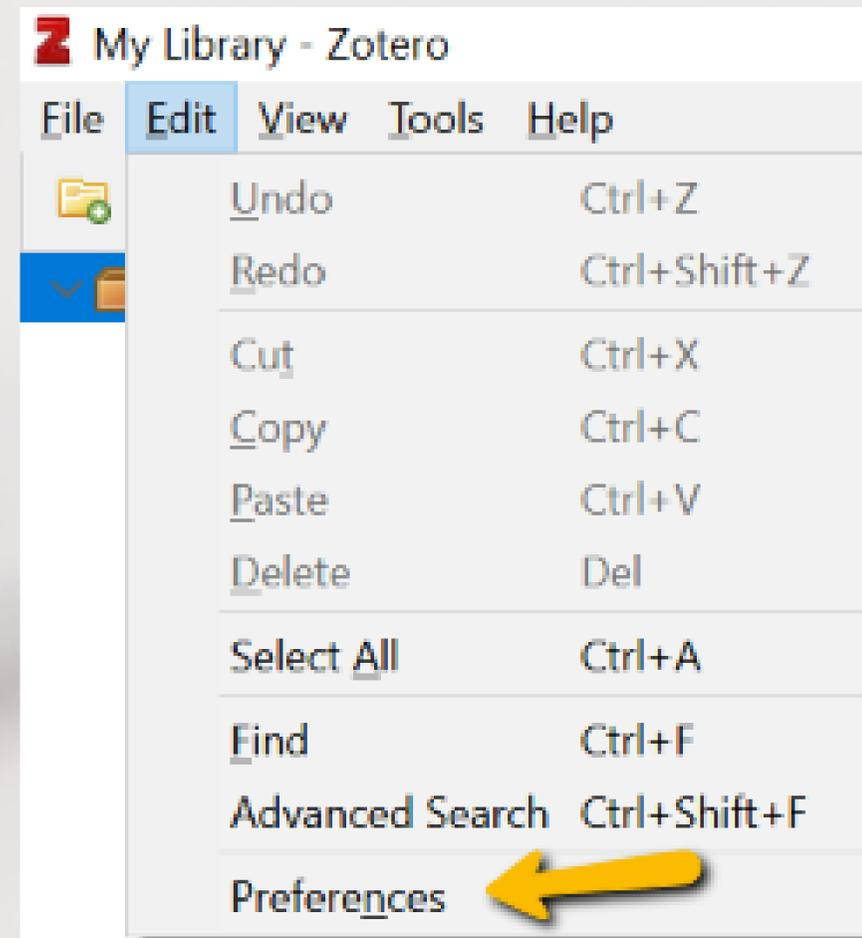 My Library - Zotero
File Edit View Tools Help
Undo Ctrl+Z
Redo Ctrl+Shift+Z
Cut Ctrl+X
Copy Ctrl+C
Paste Ctrl+V
Delete Del
Select All Ctrl+A
Find Ctrl+F
Advanced Search Ctrl+Shift+F
Preferences